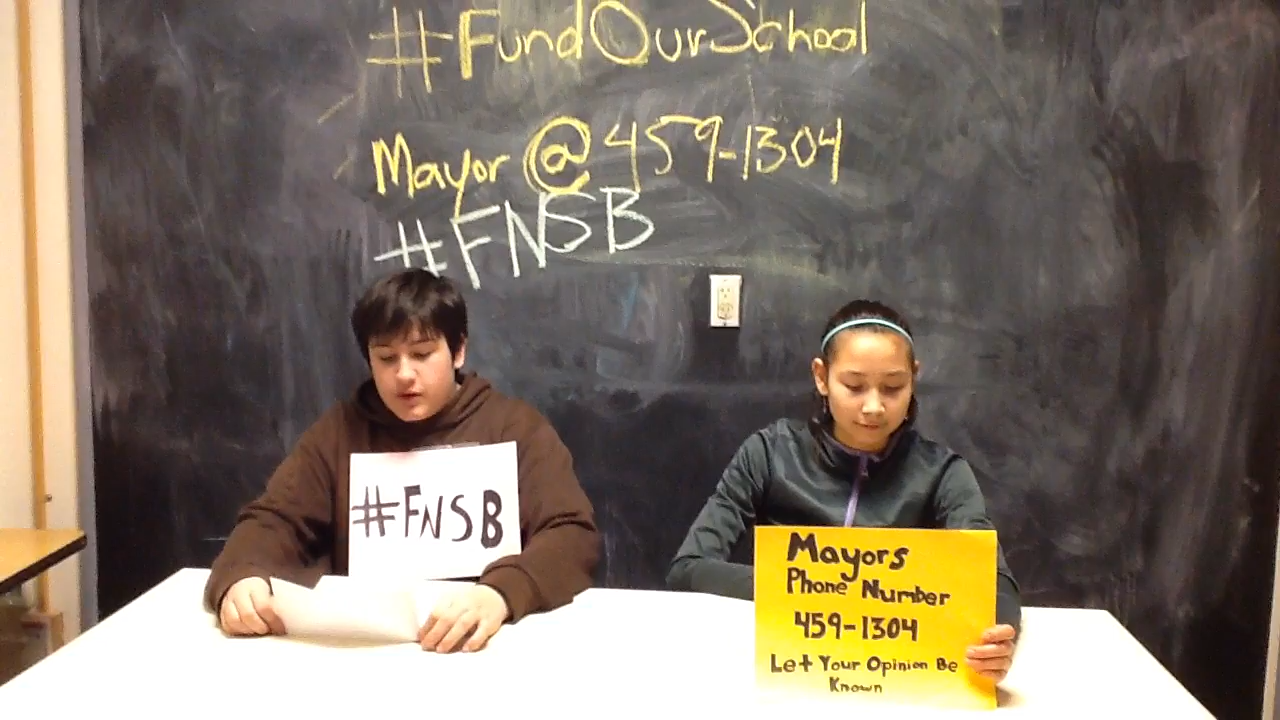 #FundOurSchool
Mayor @ 459-1304
#FNSB
#FNSB
Mayors
Phone Number
459-1304
Let Your Opinion Be
Known